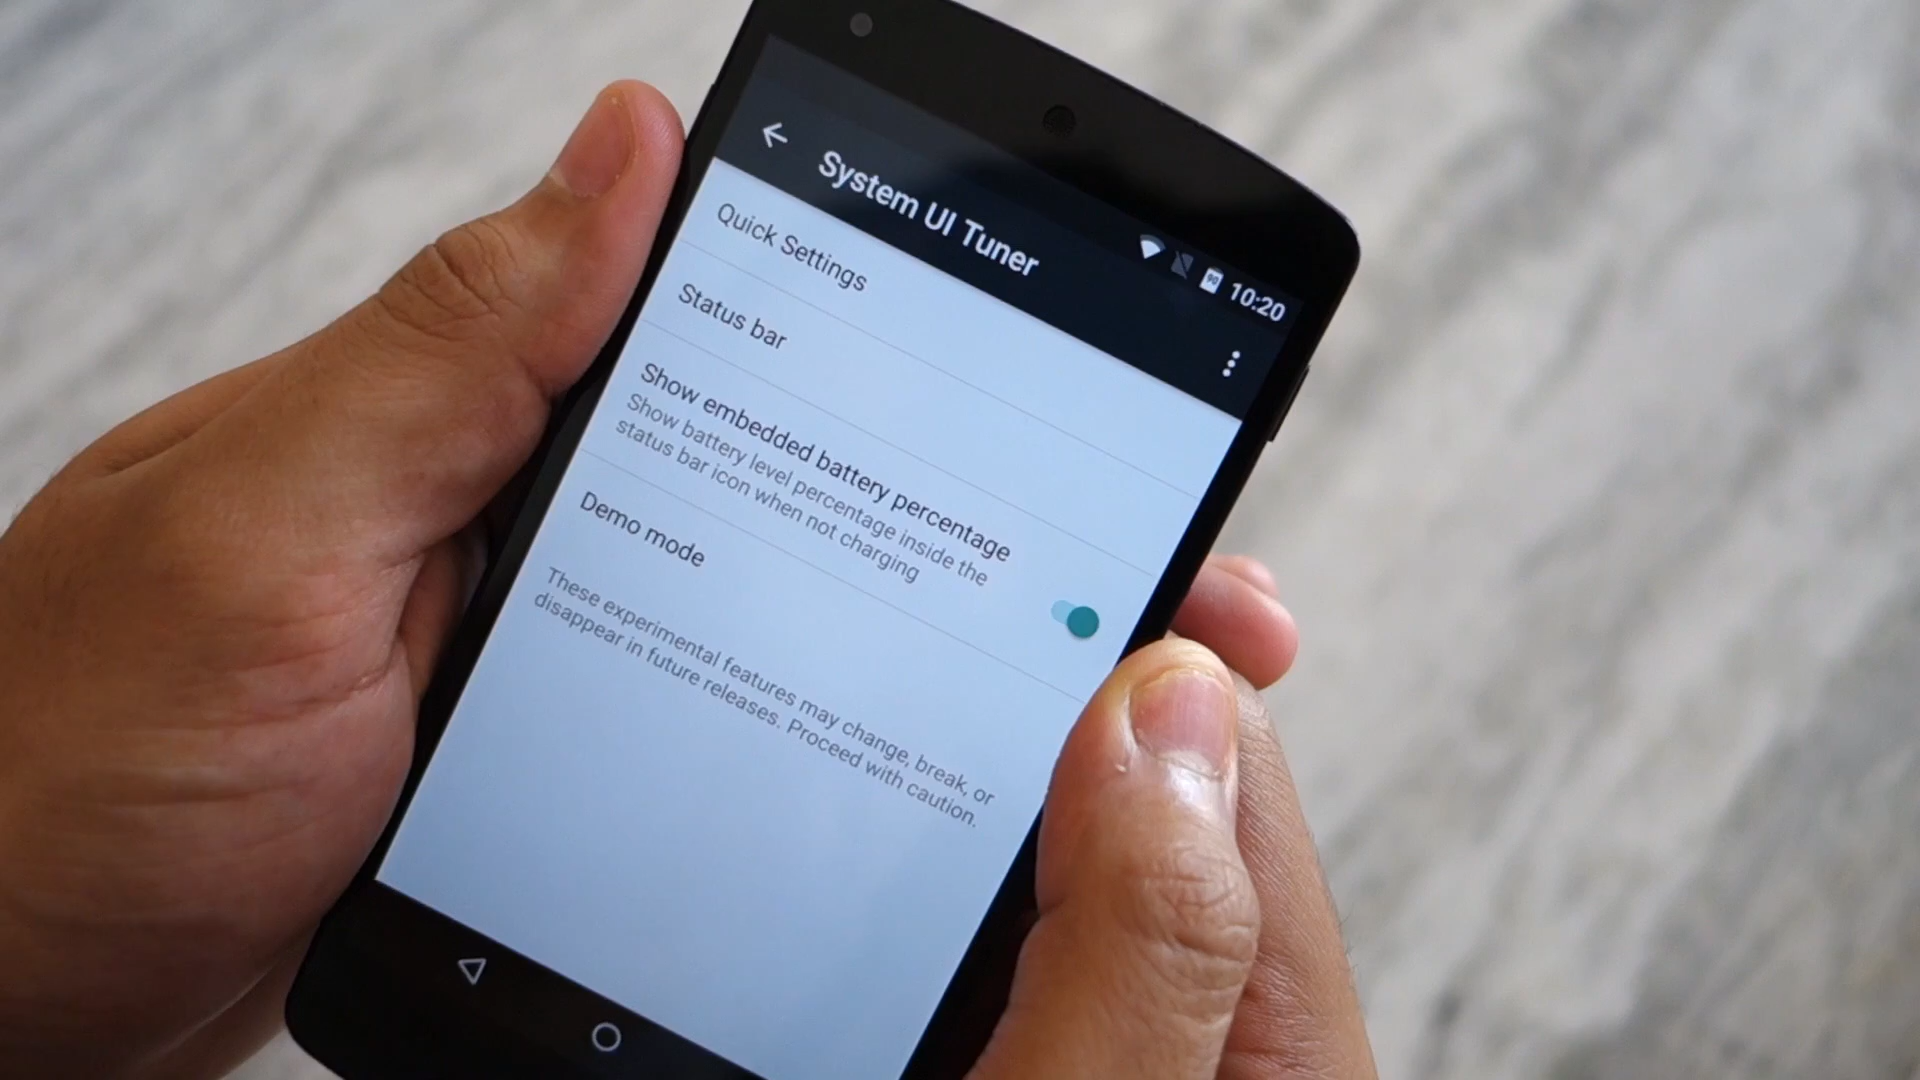 90 10:20
System UI Tuner
Quick Settings
Status bar
Show embedded battery percentage
Show battery level percentage inside the
status bar icon when not charging
Demo mode
These experimental features may change, break, or
disappear in future releases. Proceed with caution.